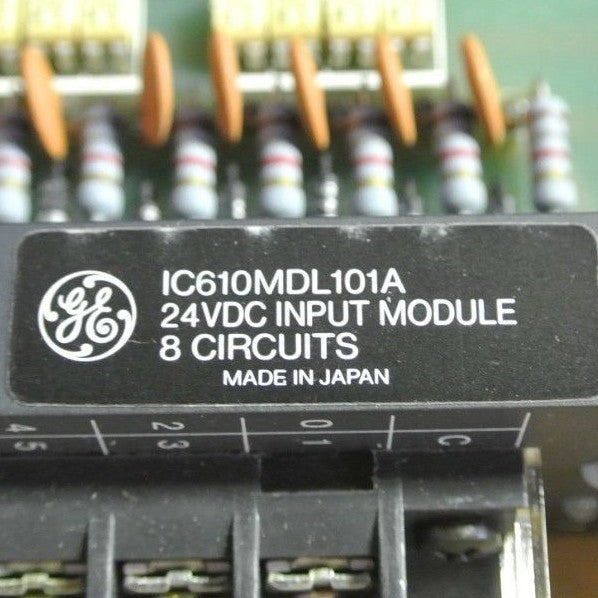 GE
IC610MDL101A
24VDC INPUT MODULE
8 CIRCUITS
MADE IN JAPAN
4 2 0 C
5 3 1